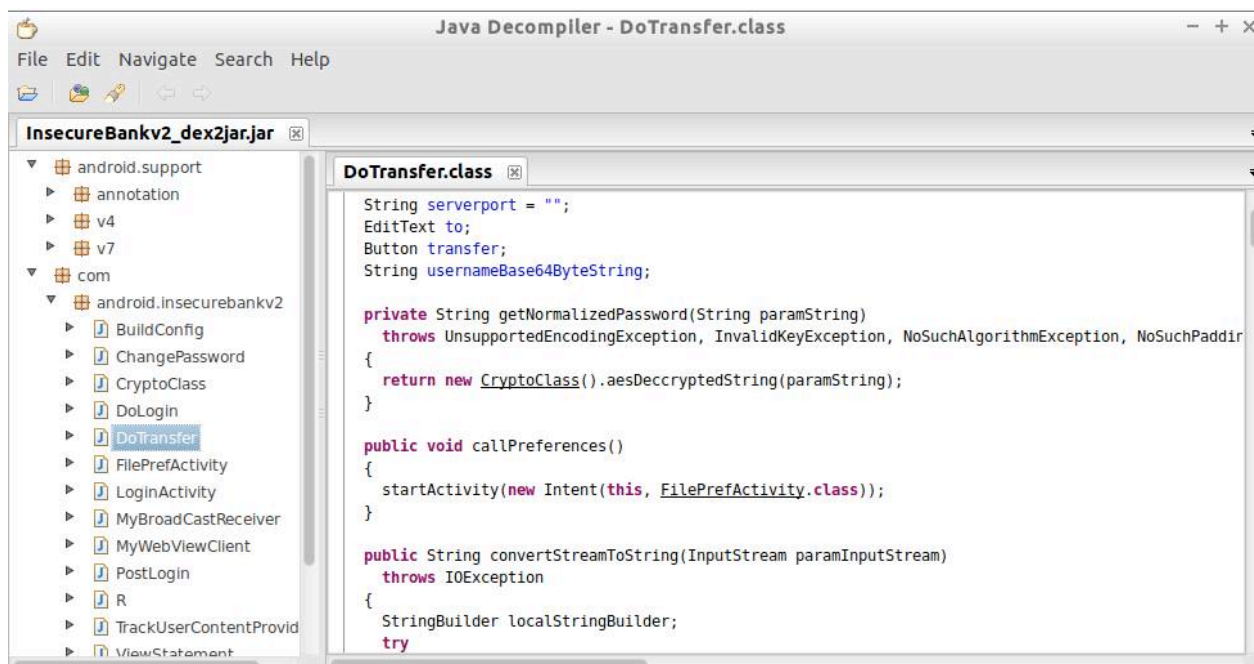 Java Decompiler - DoTransfer.class
File Edit Navigate Search Help
InsecureBankv2_dex2jar.jar
android.support
annotation
v4
v7
com
android.insecurebankv2
BuildConfig
ChangePassword
CryptoClass
DoLogin
DoTransfer
FilePrefActivity
LoginActivity
MyBroadCastReceiver
MyWebViewClient
PostLogin
R
TrackUserContentProvid
ViewStatement
DoTransfer.class
String serverport = "";
EditText to;
Button transfer;
String usernameBase64ByteString;
private String getNormalizedPassword(String paramString)
throws UnsupportedEncodingException, InvalidKeyException, NoSuchAlgorithmException, NoSuchPaddir
{
return new CryptoClass().aesDeccryptedString(paramString);
}
public void callPreferences()
{
startActivity(new Intent(this, FilePrefActivity.class));
}
public String convertStreamToString(InputStream paramInputStream)
throws IOException
{
StringBuilder localStringBuilder;
try